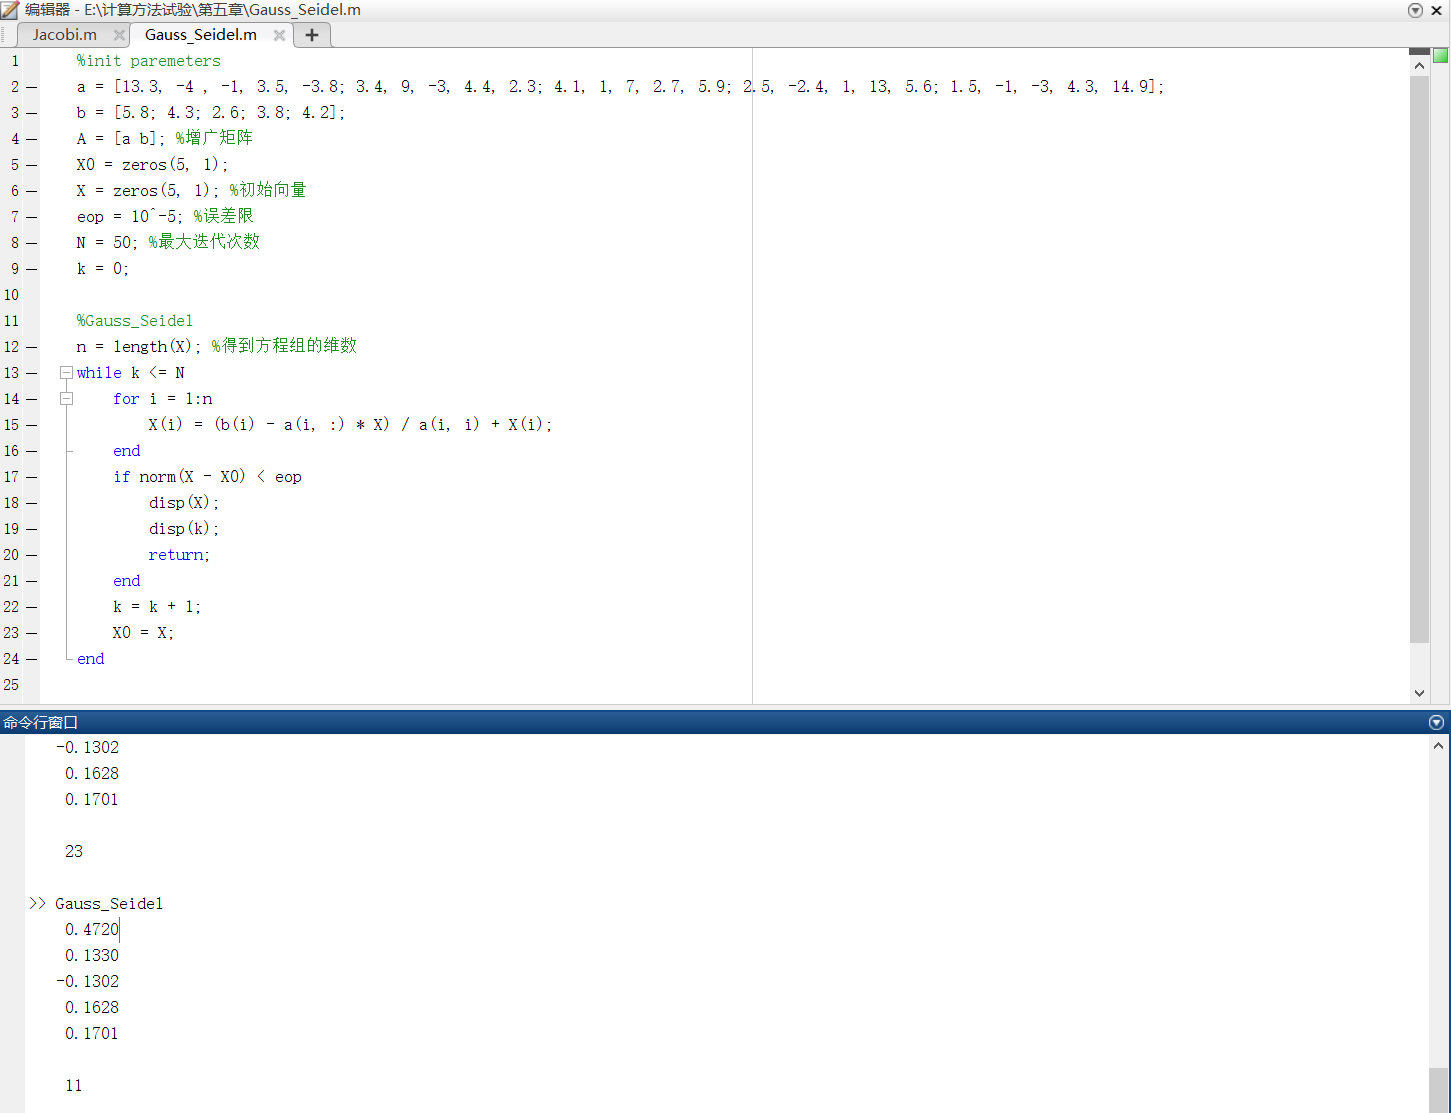 编辑器 - E:\计算方法试验\第五章\Gauss_Seidel.m
Jacobi.m Gauss_Seidel.m +
1 %init paremeters
2 a = [13.3, -4 , -1, 3.5, -3.8; 3.4, 9, -3, 4.4, 2.3; 4.1, 1, 7, 2.7, 5.9; 2.5, -2.4, 1, 13, 5.6; 1.5, -1, -3, 4.3, 14.9];
3 b = [5.8; 4.3; 2.6; 3.8; 4.2];
4 A = [a b]; %增广矩阵
5 X0 = zeros(5, 1);
6 X = zeros(5, 1); %初始向量
7 eop = 10^-5; %误差限
8 N = 50; %最大迭代次数
9 k = 0;
10
11 %Gauss_Seidel
12 n = length(X); %得到方程组的维数
13 while k <= N
14 for i = 1:n
15 X(i) = (b(i) - a(i, :) * X) / a(i, i) + X(i);
16 end
17 if norm(X - X0) < eop
18 disp(X);
19 disp(k);
20 return;
21 end
22 k = k + 1;
23 X0 = X;
24 end
25
命令行窗口
-0.1302
0.1628
0.1701
23
>> Gauss_Seidel
0.4720
0.1330
-0.1302
0.1628
0.1701
11